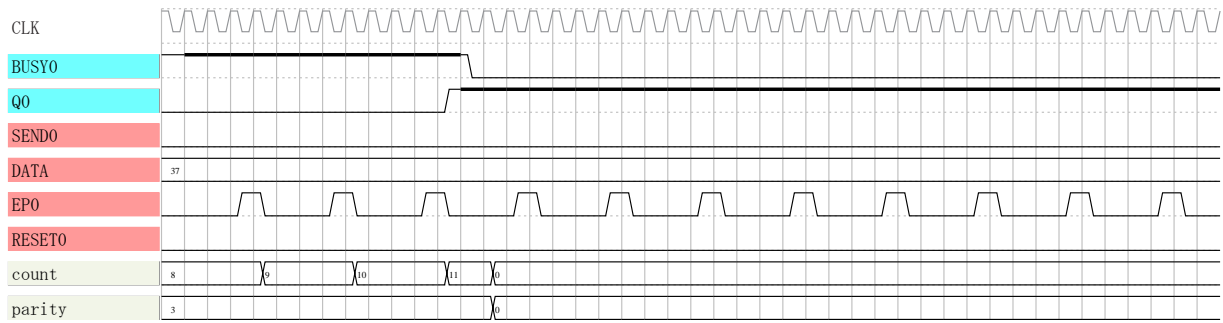 CLK
BUSY0
Q0
SEND0
DATA 37
EP0
RESET0
count 8 9 10 11 0
parity 3 0